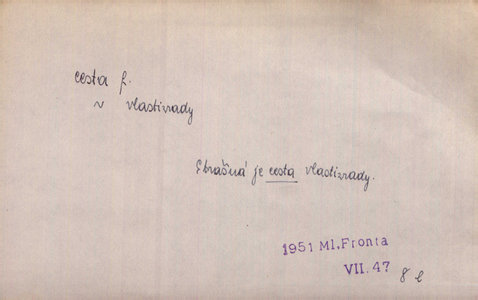 cesta f.
~ vlastizrady
Strašná je cesta vlastizrady.
1951 Ml. Fronta
VII. 47 8 c